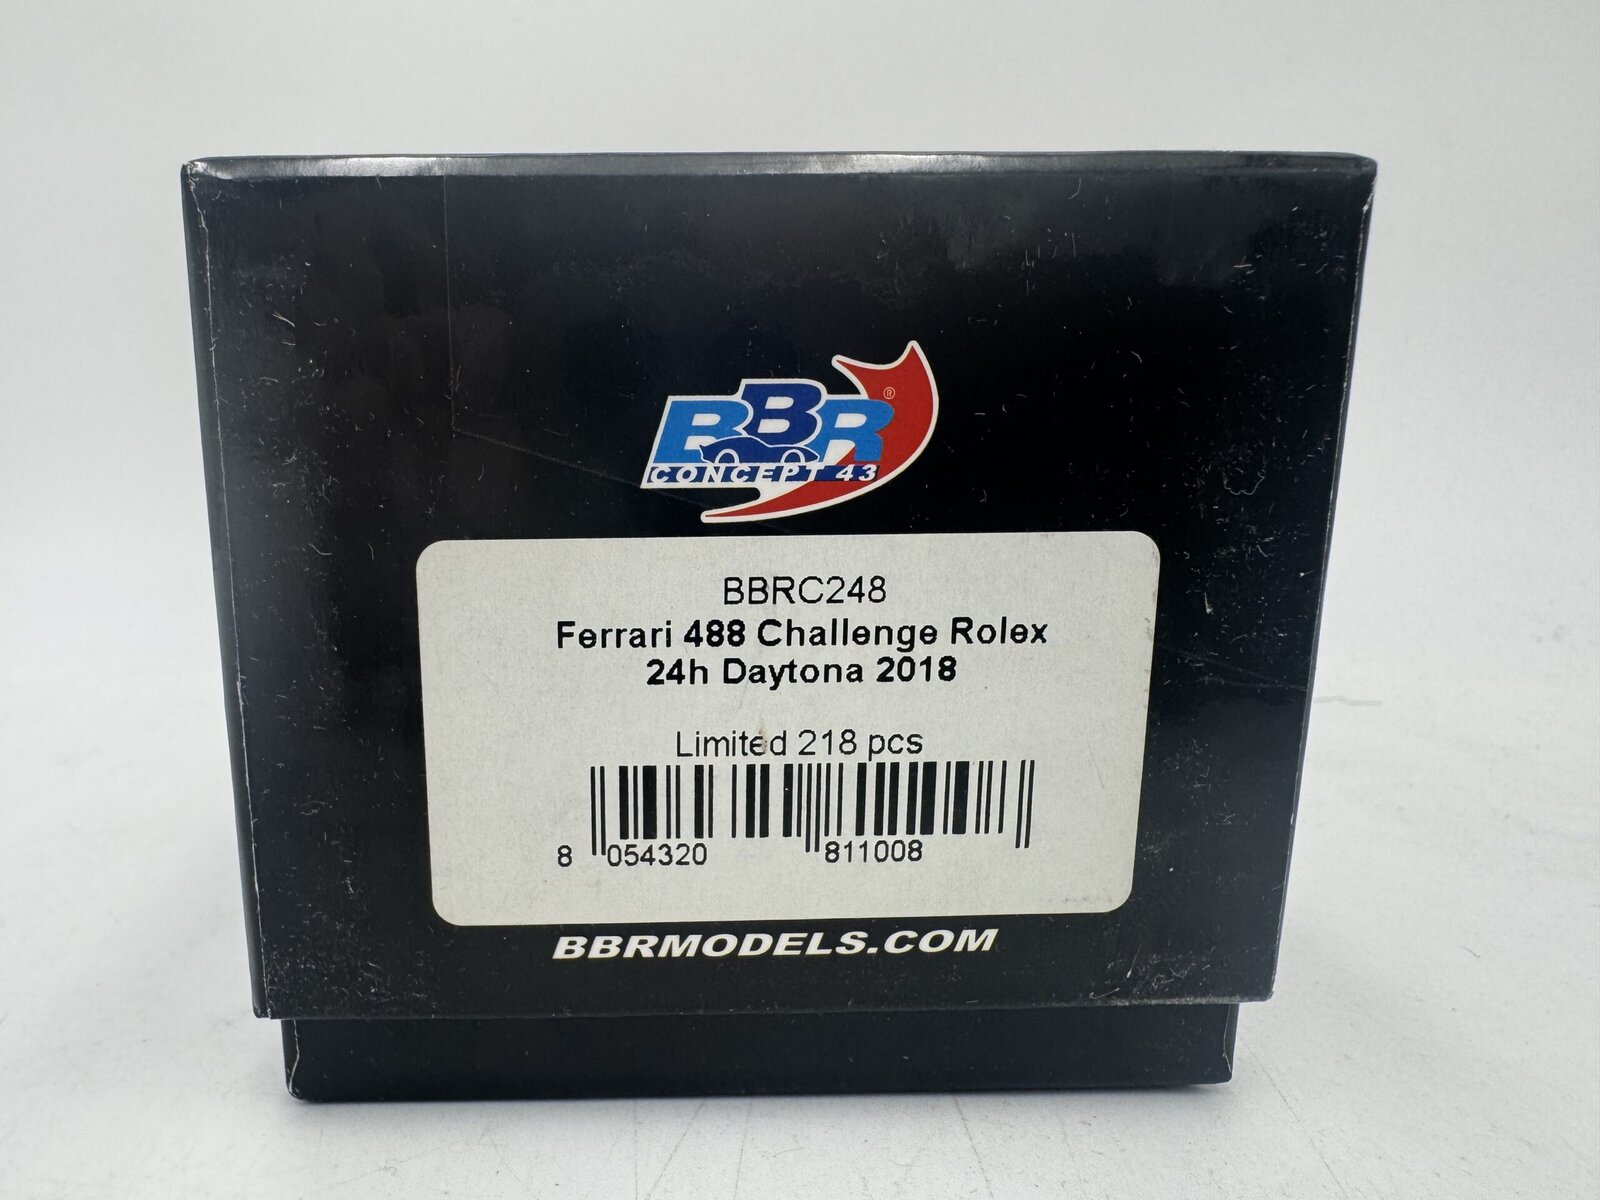 BBR®
CONCEPT 43
BBRC248
Ferrari 488 Challenge Rolex
24h Daytona 2018
Limited 218 pcs
8 054320 811008
BBRMODELS.COM